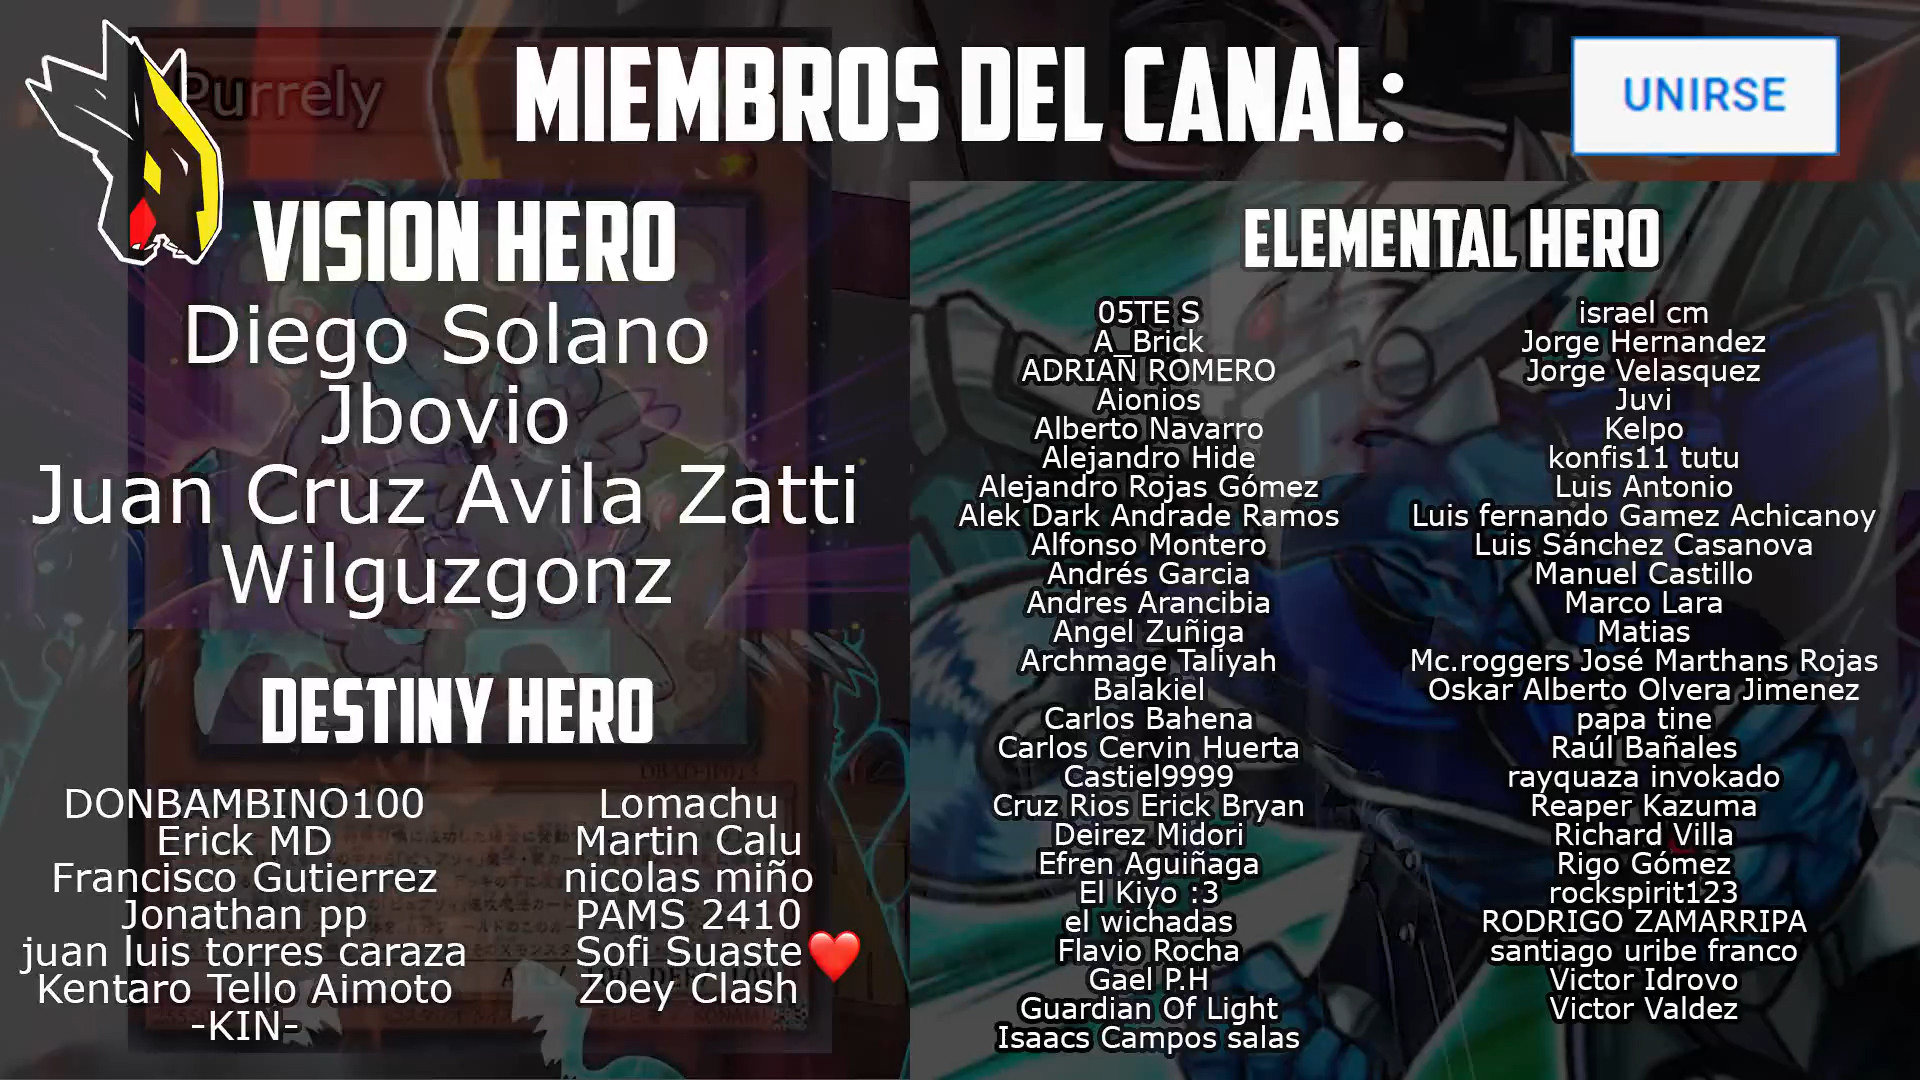 Purrely
MIEMBROS DEL CANAL:
UNIRSE
VISION HERO
Diego Solano
Jbovio
Juan Cruz Avila Zatti
Wilguzgonz
DESTINY HERO
DONBAMBINO100
Erick MD
Francisco Gutierrez
Jonathan pp
juan luis torres caraza
Kentaro Tello Aimoto
-KIN-
Lomachu
Martin Calu
nicolas miño
PAMS 2410
Sofi Suaste❤️
Zoey Clash
ELEMENTAL HERO
05TE S
A_Brick
ADRIAN ROMERO
Aionios
Alberto Navarro
Alejandro Hide
Alejandro Rojas Gómez
Alek Dark Andrade Ramos
Alfonso Montero
Andrés Garcia
Andres Arancibia
Angel Zuñiga
Archmage Taliyah
Balakiel
Carlos Bahena
Carlos Cervin Huerta
Castiel9999
Cruz Rios Erick Bryan
Deirez Midori
Efren Aguiñaga
El Kiyo :3
el wichadas
Flavio Rocha
Gael P.H
Guardian Of Light
Isaacs Campos salas
israel cm
Jorge Hernandez
Jorge Velasquez
Juvi
Kelpo
konfis11 tutu
Luis Antonio
Luis fernando Gamez Achicanoy
Luis Sánchez Casanova
Manuel Castillo
Marco Lara
Matias
Mc.roggers José Marthans Rojas
Oskar Alberto Olvera Jimenez
papa tine
Raúl Bañales
rayquaza invokado
Reaper Kazuma
Richard Villa
Rigo Gómez
rockspirit123
RODRIGO ZAMARRIPA
santiago uribe franco
Victor Idrovo
Victor Valdez